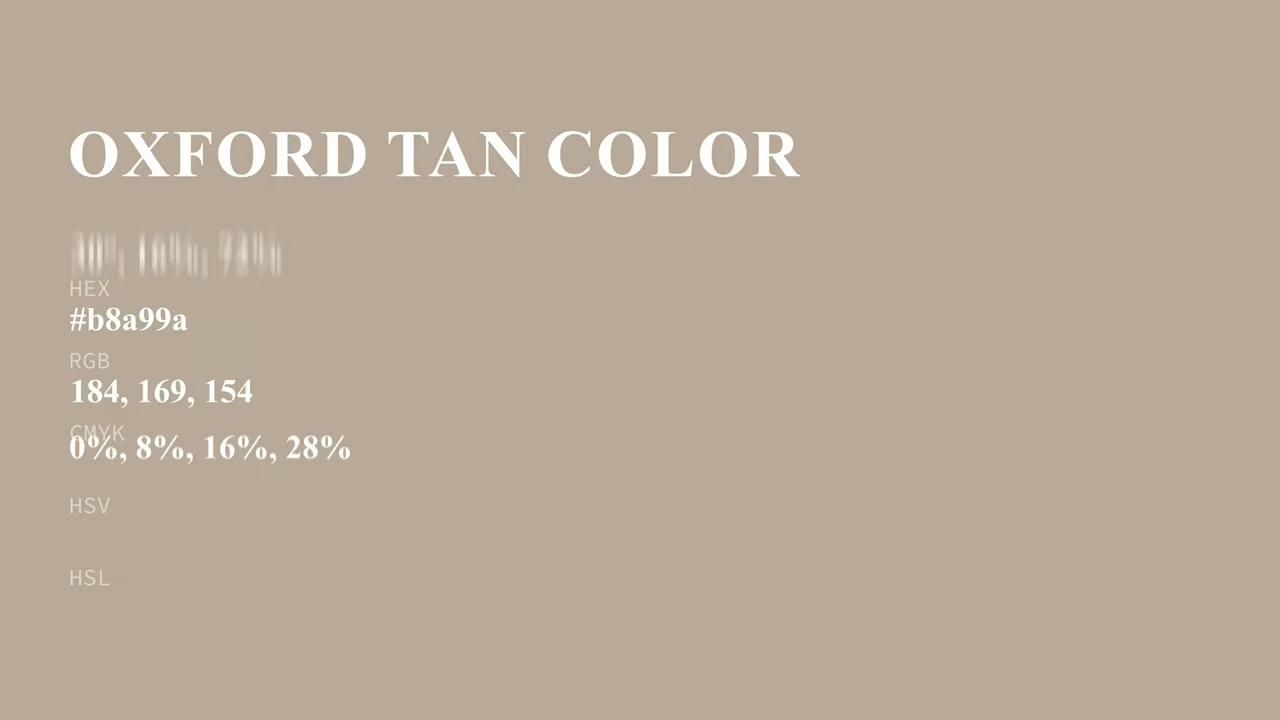 OXFORD TAN COLOR
HEX
#b8a99a
RGB
184, 169, 154
CMYK
0%, 8%, 16%, 28%
HSV
HSL